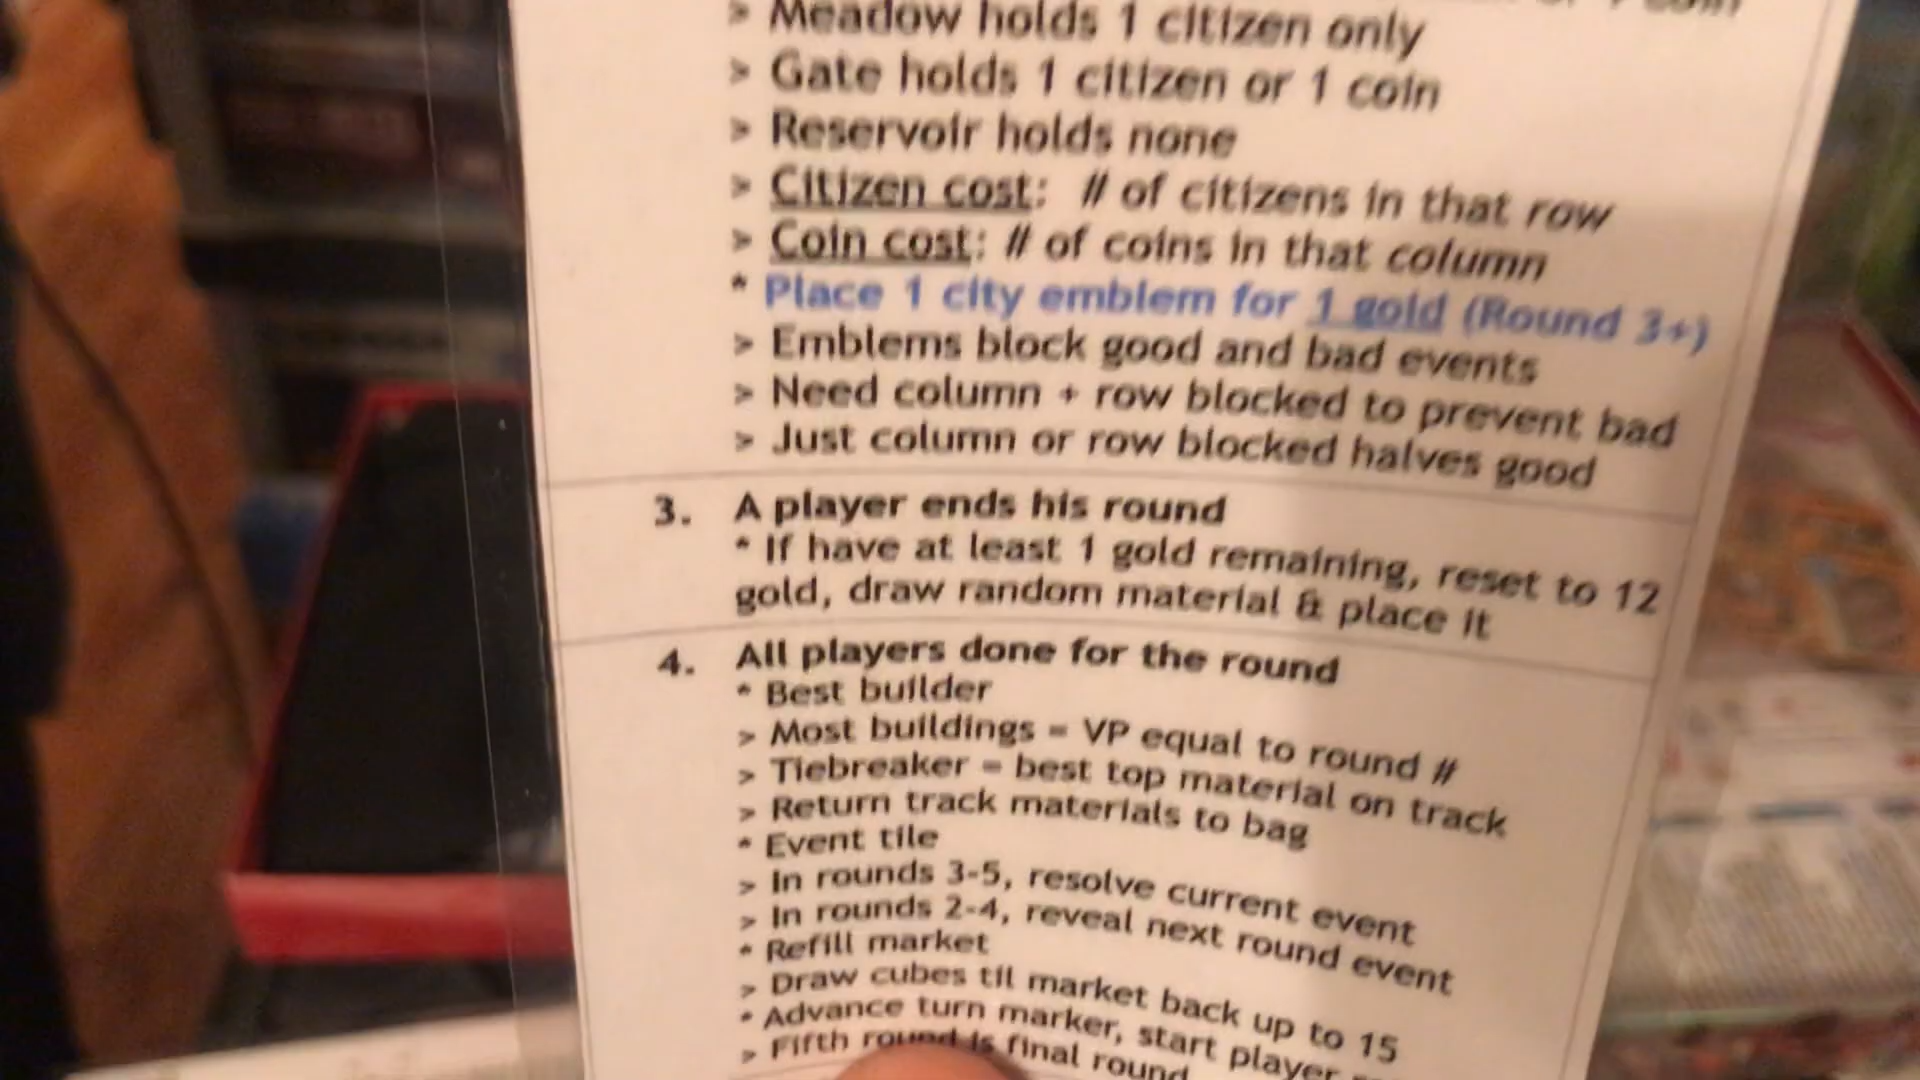 coin
> Meadow holds 1 citizen only
> Gate holds 1 citizen or 1 coin
> Reservoir holds none
> Citizen cost: # of citizens in that row
> Coin cost: # of coins in that column
* Place 1 city emblem for 1 gold (Round 3+)
> Emblems block good and bad events
> Need column + row blocked to prevent bad
> Just column or row blocked halves good
3. A player ends his round
* If have at least 1 gold remaining, reset to 12
gold, draw random material & place it
4. All players done for the round
* Best builder
> Most buildings = VP equal to round #
> Tiebreaker = best top material on track
> Return track materials to bag
* Event tile
> In rounds 3-5, resolve current event
> In rounds 2-4, reveal next round event
* Refill market
> Draw cubes til market back up to 15
* Advance turn marker, start player
> Fifth round is final round